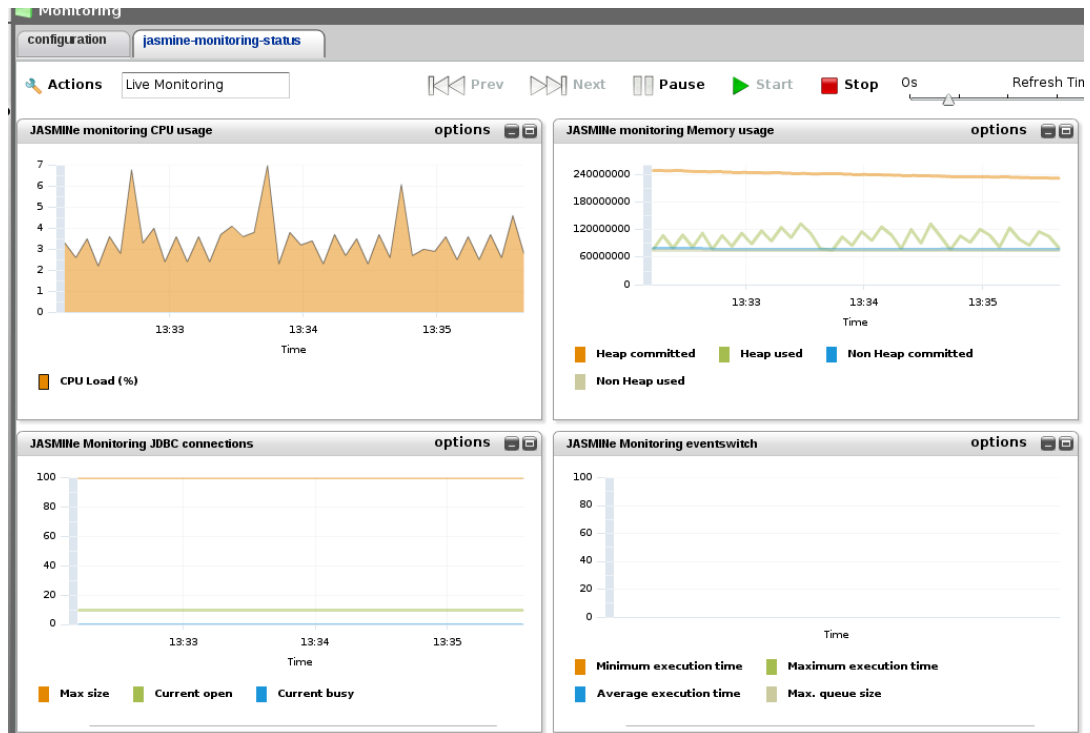 Monitoring
configuration jasmine-monitoring-status
Actions Live Monitoring Prev Next Pause Start Stop 0s Refresh Tim
JASMINe monitoring CPU usage options
7
6
5
4
3
2
1
0
13:33 13:34 13:35
Time
CPU Load (%)
JASMINe monitoring Memory usage options
240000000
180000000
120000000
60000000
0
13:33 13:34 13:35
Time
Heap committed Heap used Non Heap committed
Non Heap used
JASMINe Monitoring JDBC connections options
100
80
60
40
20
0
13:33 13:34 13:35
Time
Max size Current open Current busy
JASMINe Monitoring eventswitch options
100
80
60
40
20
0
Time
Minimum execution time Maximum execution time
Average execution time Max. queue size